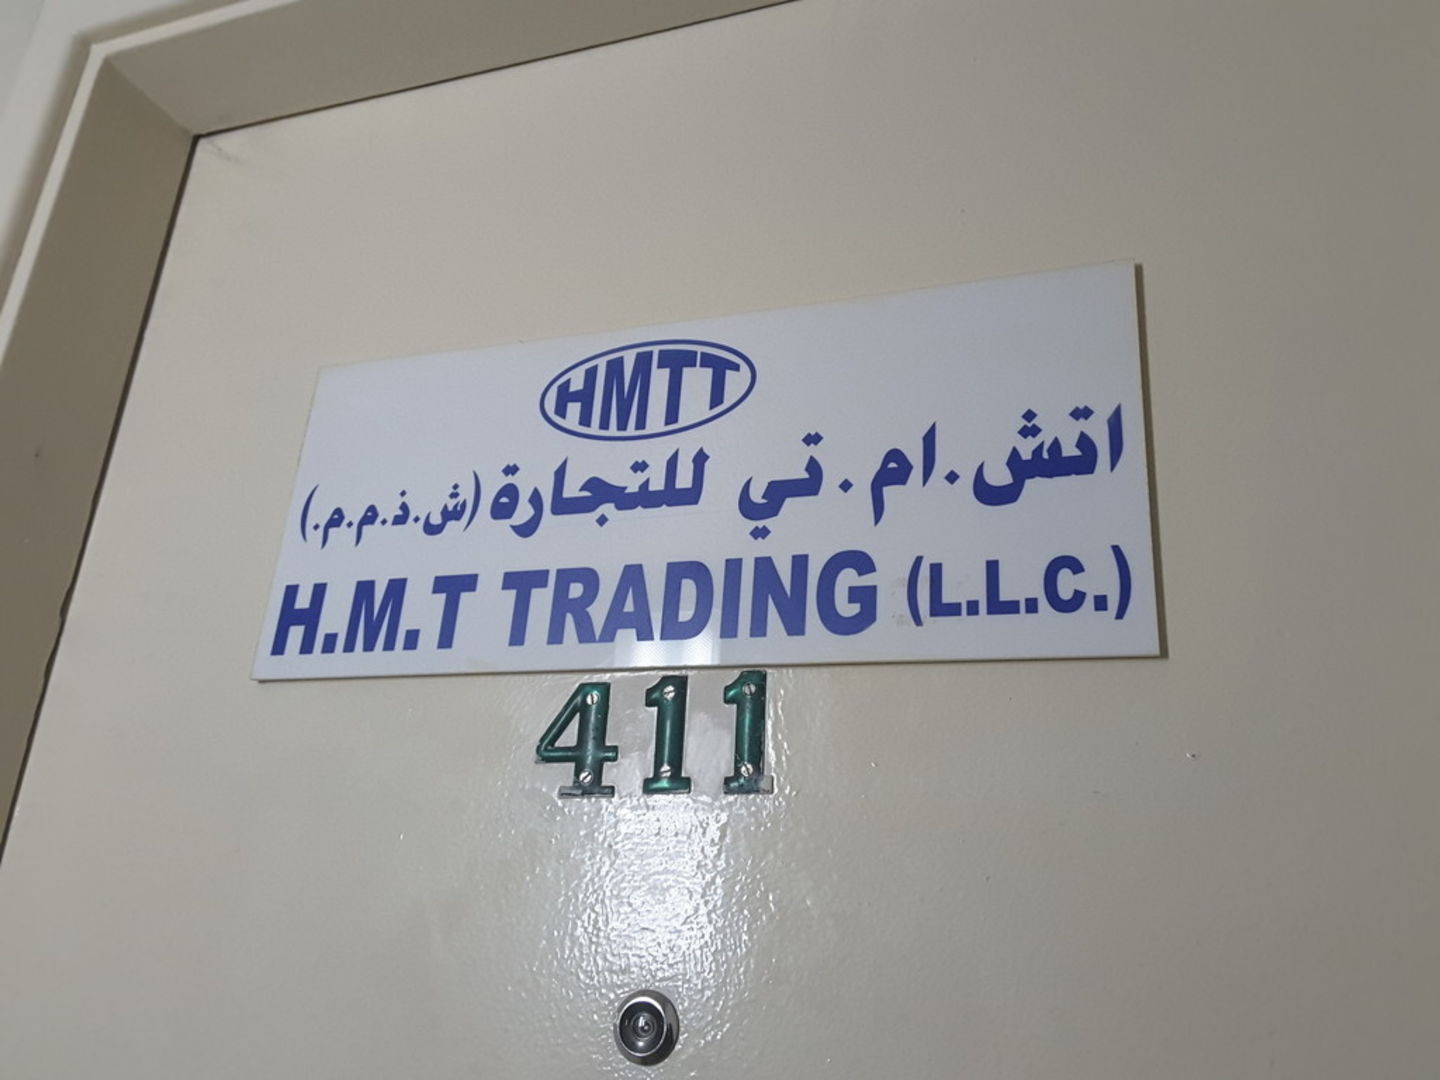 HMTT
اتش.ام.تي للتجارة (ش.ذ.م.م.)
H.M.T TRADING (L.L.C.)
411